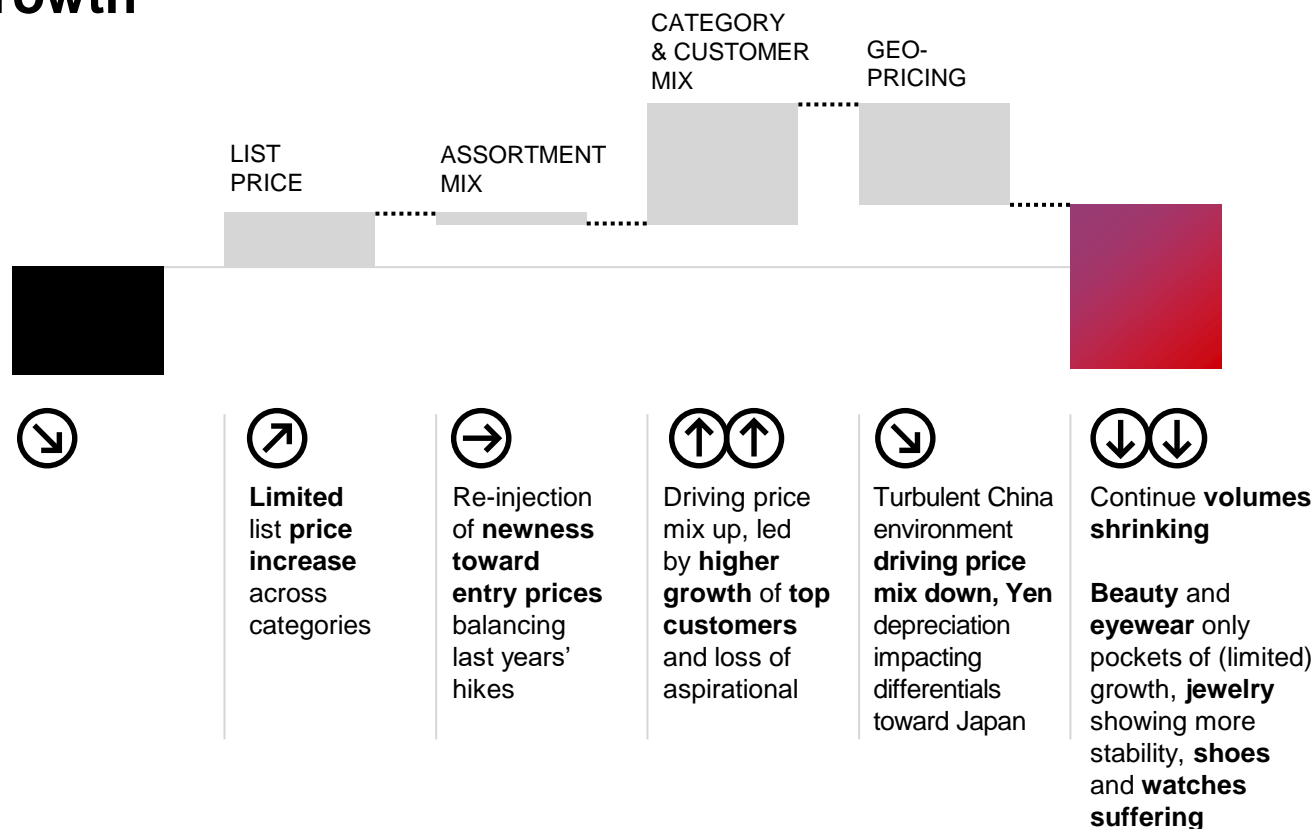 CATEGORY
& CUSTOMER
MIX
GEO-
PRICING
LIST
PRICE
ASSORTMENT
MIX
Limited
list price
increase
across
categories
Re-injection
of newness
toward
entry prices
balancing
last years’
hikes
Driving price
mix up, led
by higher
growth of top
customers
and loss of
aspirational
Turbulent China
environment
driving price
mix down, Yen
depreciation
impacting
differentials
toward Japan
Continue volumes
shrinking
Beauty and
eyewear only
pockets of (limited)
growth, jewelry
showing more
stability, shoes
and watches
suffering